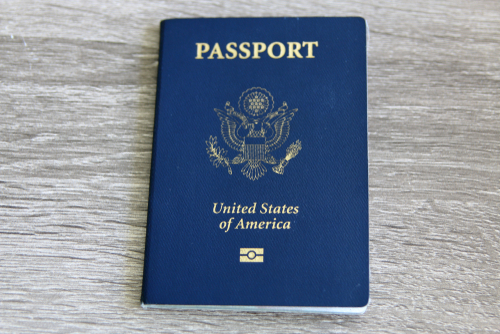 PASSPORT
United States
of America